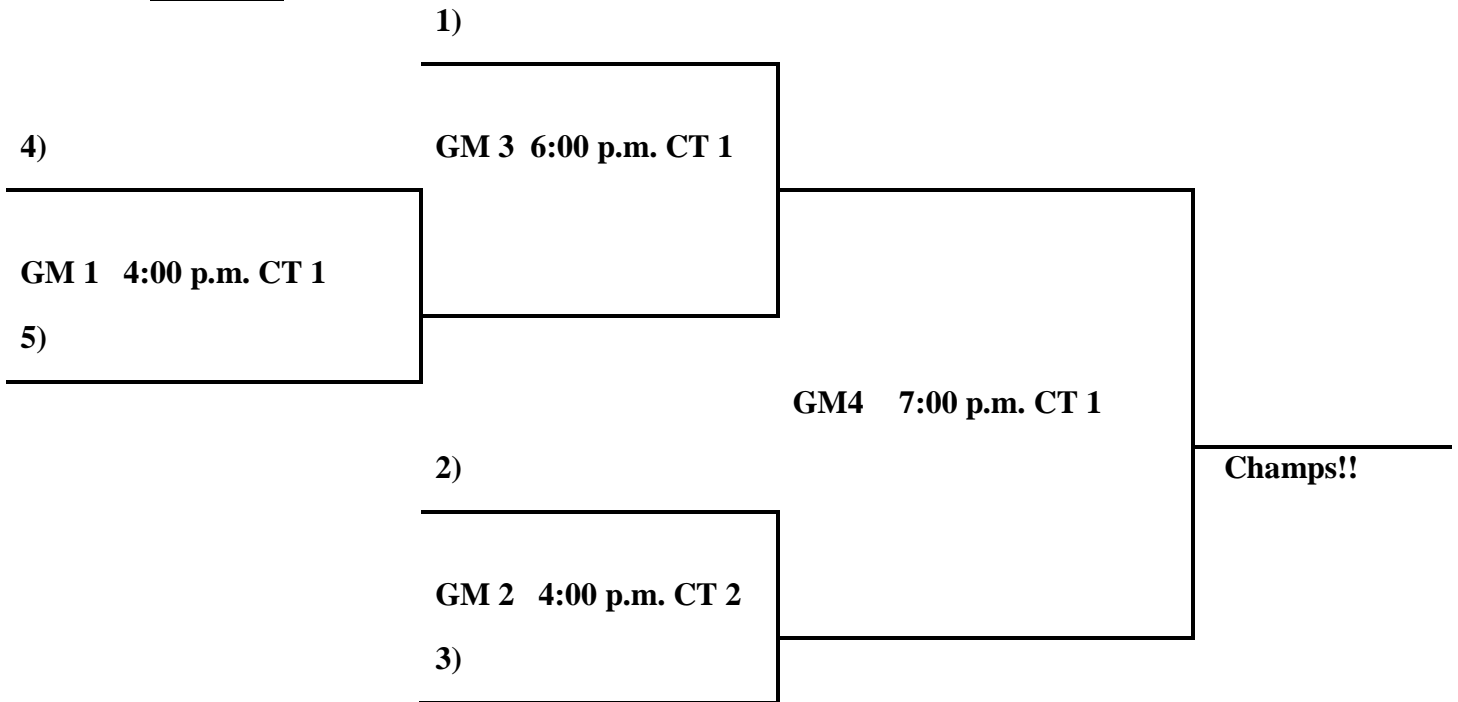 1)
4)
GM 3  6:00 p.m. CT 1
GM 1   4:00 p.m. CT 1
5)
GM4    7:00 p.m. CT 1
2)
Champs!!
GM 2   4:00 p.m. CT 2
3)